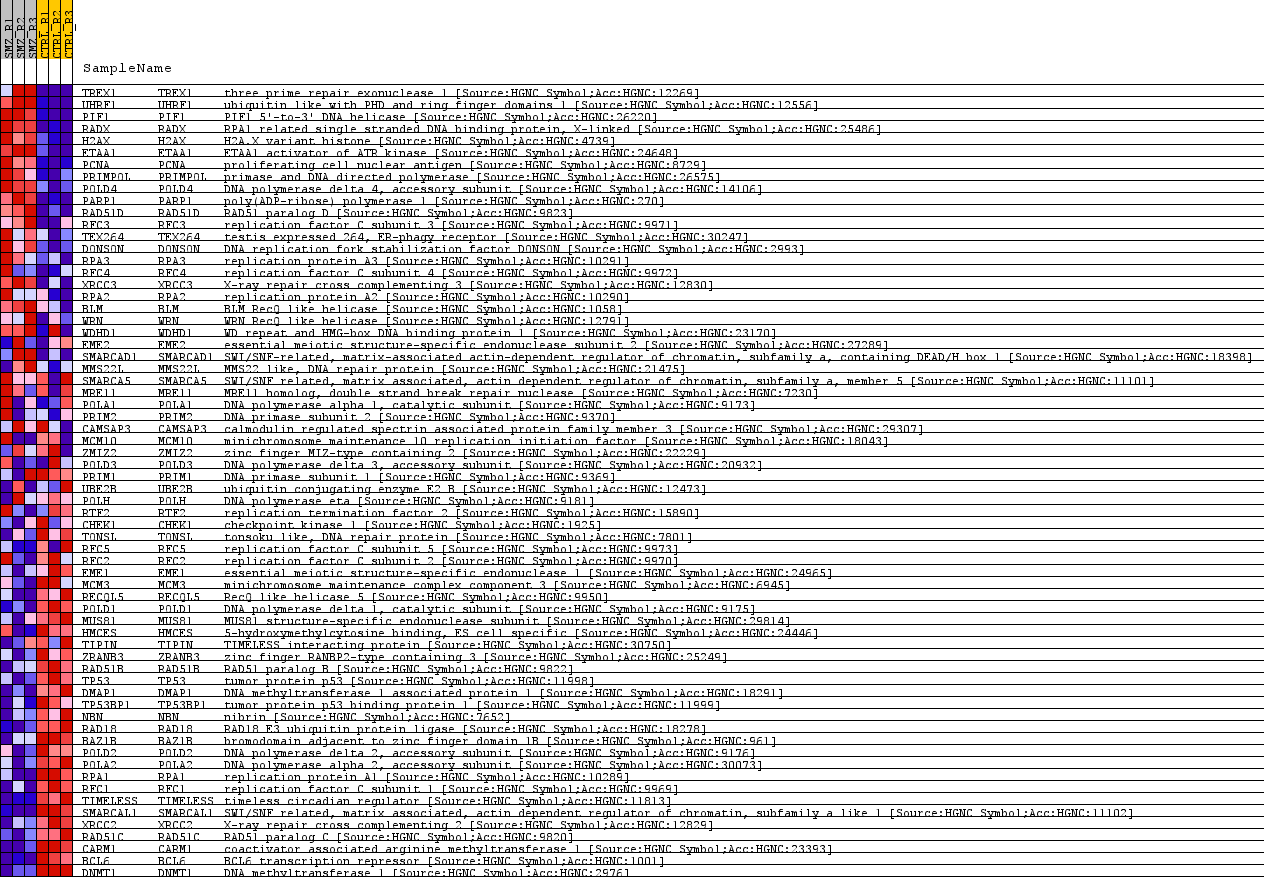 SMZ_R1
SMZ_R2
SMZ_R3
CTRL_R1
CTRL_R2
CTRL_R3
SampleName
TREX1 TREX1 three prime repair exonuclease 1 [Source:HGNC Symbol;Acc:HGNC:12269]
UHRF1 UHRF1 ubiquitin like with PHD and ring finger domains 1 [Source:HGNC Symbol;Acc:HGNC:12556]
PIF1 PIF1 PIF1 5'-to-3' DNA helicase [Source:HGNC Symbol;Acc:HGNC:26220]
RADX RADX RPA1 related single stranded DNA binding protein, X-linked [Source:HGNC Symbol;Acc:HGNC:25486]
H2AX H2AX H2A.X variant histone [Source:HGNC Symbol;Acc:HGNC:4739]
ETAA1 ETAA1 ETAA1 activator of ATR kinase [Source:HGNC Symbol;Acc:HGNC:24648]
PCNA PCNA proliferating cell nuclear antigen [Source:HGNC Symbol;Acc:HGNC:8729]
PRIMPOL PRIMPOL primase and DNA directed polymerase [Source:HGNC Symbol;Acc:HGNC:26575]
POLD4 POLD4 DNA polymerase delta 4, accessory subunit [Source:HGNC Symbol;Acc:HGNC:14106]
PARP1 PARP1 poly(ADP-ribose) polymerase 1 [Source:HGNC Symbol;Acc:HGNC:270]
RAD51D RAD51D RAD51 paralog D [Source:HGNC Symbol;Acc:HGNC:9823]
RFC3 RFC3 replication factor C subunit 3 [Source:HGNC Symbol;Acc:HGNC:9971]
TEX264 TEX264 testis expressed 264, ER-phagy receptor [Source:HGNC Symbol;Acc:HGNC:30247]
DONSON DONSON DNA replication fork stabilization factor DONSON [Source:HGNC Symbol;Acc:HGNC:2993]
RPA3 RPA3 replication protein A3 [Source:HGNC Symbol;Acc:HGNC:10291]
RFC4 RFC4 replication factor C subunit 4 [Source:HGNC Symbol;Acc:HGNC:9972]
XRCC3 XRCC3 X-ray repair cross complementing 3 [Source:HGNC Symbol;Acc:HGNC:12830]
RPA2 RPA2 replication protein A2 [Source:HGNC Symbol;Acc:HGNC:10290]
BLM BLM BLM RecQ like helicase [Source:HGNC Symbol;Acc:HGNC:1058]
WRN WRN WRN RecQ like helicase [Source:HGNC Symbol;Acc:HGNC:12791]
WDHD1 WDHD1 WD repeat and HMG-box DNA binding protein 1 [Source:HGNC Symbol;Acc:HGNC:23170]
EME2 EME2 essential meiotic structure-specific endonuclease subunit 2 [Source:HGNC Symbol;Acc:HGNC:27289]
SMARCAD1 SMARCAD1 SWI/SNF-related, matrix-associated actin-dependent regulator of chromatin, subfamily a, containing DEAD/H box 1 [Source:HGNC Symbol;Acc:HGNC:18398]
MMS22L MMS22L MMS22 like, DNA repair protein [Source:HGNC Symbol;Acc:HGNC:21475]
SMARCA5 SMARCA5 SWI/SNF related, matrix associated, actin dependent regulator of chromatin, subfamily a, member 5 [Source:HGNC Symbol;Acc:HGNC:11101]
MRE11 MRE11 MRE11 homolog, double strand break repair nuclease [Source:HGNC Symbol;Acc:HGNC:7230]
POLA1 POLA1 DNA polymerase alpha 1, catalytic subunit [Source:HGNC Symbol;Acc:HGNC:9173]
PRIM2 PRIM2 DNA primase subunit 2 [Source:HGNC Symbol;Acc:HGNC:9370]
CAMSAP3 CAMSAP3 calmodulin regulated spectrin associated protein family member 3 [Source:HGNC Symbol;Acc:HGNC:29307]
MCM10 MCM10 minichromosome maintenance 10 replication initiation factor [Source:HGNC Symbol;Acc:HGNC:18043]
ZMIZ2 ZMIZ2 zinc finger MIZ-type containing 2 [Source:HGNC Symbol;Acc:HGNC:22229]
POLD3 POLD3 DNA polymerase delta 3, accessory subunit [Source:HGNC Symbol;Acc:HGNC:20932]
PRIM1 PRIM1 DNA primase subunit 1 [Source:HGNC Symbol;Acc:HGNC:9369]
UBE2B UBE2B ubiquitin conjugating enzyme E2 B [Source:HGNC Symbol;Acc:HGNC:12473]
POLH POLH DNA polymerase eta [Source:HGNC Symbol;Acc:HGNC:9181]
RTF2 RTF2 replication termination factor 2 [Source:HGNC Symbol;Acc:HGNC:15890]
CHEK1 CHEK1 checkpoint kinase 1 [Source:HGNC Symbol;Acc:HGNC:1925]
TONSL TONSL tonsoku like, DNA repair protein [Source:HGNC Symbol;Acc:HGNC:7801]
RFC5 RFC5 replication factor C subunit 5 [Source:HGNC Symbol;Acc:HGNC:9973]
RFC2 RFC2 replication factor C subunit 2 [Source:HGNC Symbol;Acc:HGNC:9970]
EME1 EME1 essential meiotic structure-specific endonuclease 1 [Source:HGNC Symbol;Acc:HGNC:24965]
MCM3 MCM3 minichromosome maintenance complex component 3 [Source:HGNC Symbol;Acc:HGNC:6945]
RECQL5 RECQL5 RecQ like helicase 5 [Source:HGNC Symbol;Acc:HGNC:9950]
POLD1 POLD1 DNA polymerase delta 1, catalytic subunit [Source:HGNC Symbol;Acc:HGNC:9175]
MUS81 MUS81 MUS81 structure-specific endonuclease subunit [Source:HGNC Symbol;Acc:HGNC:29814]
HMCES HMCES 5-hydroxymethylcytosine binding, ES cell specific [Source:HGNC Symbol;Acc:HGNC:24446]
TIPIN TIPIN TIMELESS interacting protein [Source:HGNC Symbol;Acc:HGNC:30750]
ZRANB3 ZRANB3 zinc finger RANBP2-type containing 3 [Source:HGNC Symbol;Acc:HGNC:25249]
RAD51B RAD51B RAD51 paralog B [Source:HGNC Symbol;Acc:HGNC:9822]
TP53 TP53 tumor protein p53 [Source:HGNC Symbol;Acc:HGNC:11998]
DMAP1 DMAP1 DNA methyltransferase 1 associated protein 1 [Source:HGNC Symbol;Acc:HGNC:18291]
TP53BP1 TP53BP1 tumor protein p53 binding protein 1 [Source:HGNC Symbol;Acc:HGNC:11999]
NBN NBN nibrin [Source:HGNC Symbol;Acc:HGNC:7652]
RAD18 RAD18 RAD18 E3 ubiquitin protein ligase [Source:HGNC Symbol;Acc:HGNC:18278]
BAZ1B BAZ1B bromodomain adjacent to zinc finger domain 1B [Source:HGNC Symbol;Acc:HGNC:961]
POLD2 POLD2 DNA polymerase delta 2, accessory subunit [Source:HGNC Symbol;Acc:HGNC:9176]
POLA2 POLA2 DNA polymerase alpha 2, accessory subunit [Source:HGNC Symbol;Acc:HGNC:30073]
RPA1 RPA1 replication protein A1 [Source:HGNC Symbol;Acc:HGNC:10289]
RFC1 RFC1 replication factor C subunit 1 [Source:HGNC Symbol;Acc:HGNC:9969]
TIMELESS TIMELESS timeless circadian regulator [Source:HGNC Symbol;Acc:HGNC:11813]
SMARCAL1 SMARCAL1 SWI/SNF related, matrix associated, actin dependent regulator of chromatin, subfamily a like 1 [Source:HGNC Symbol;Acc:HGNC:11102]
XRCC2 XRCC2 X-ray repair cross complementing 2 [Source:HGNC Symbol;Acc:HGNC:12829]
RAD51C RAD51C RAD51 paralog C [Source:HGNC Symbol;Acc:HGNC:9820]
CARM1 CARM1 coactivator associated arginine methyltransferase 1 [Source:HGNC Symbol;Acc:HGNC:23393]
BCL6 BCL6 BCL6 transcription repressor [Source:HGNC Symbol;Acc:HGNC:1001]
DNMT1 DNMT1 DNA methyltransferase 1 [Source:HGNC Symbol;Acc:HGNC:2976]